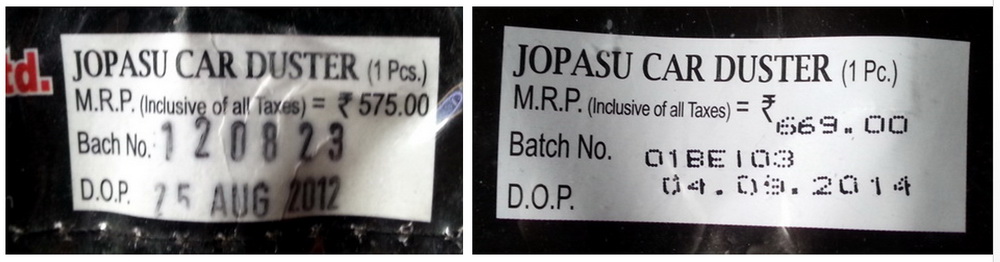 td.
JOPASU CAR DUSTER (1 Pcs.)
M.R.P. (Inclusive of all Taxes) = ₹ 575.00
Bach No. 120823
D.O.P. 25 AUG 2012
JOPASU CAR DUSTER (1 Pc.)
M.R.P. (Inclusive of all Taxes) = ₹ 669.00
Batch No. 01BE103
D.O.P. 04.09.2014